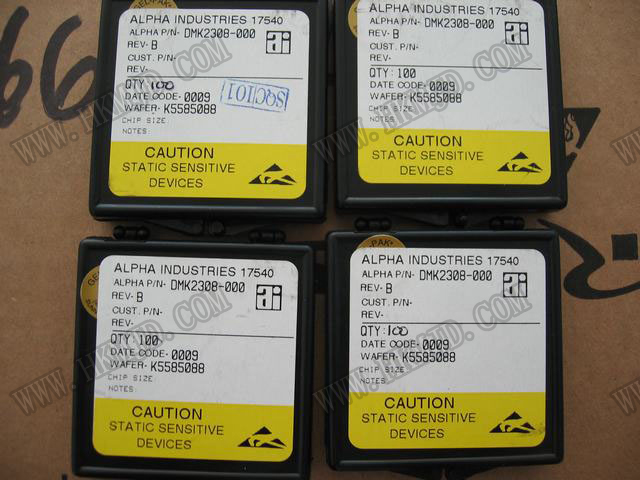 ALPHA INDUSTRIES 17540
ALPHA P/N- DMK2308-000
REV- B
CUST. P/N-
REV-
QTY: 100
DATE CODE- 0009
WAFER- K5585088
CHIP SIZE:
NOTES:
SQC101
CAUTION
STATIC SENSITIVE
DEVICES
ALPHA INDUSTRIES 17540
ALPHA P/N- DMK2308-000
REV- B
CUST. P/N-
REV-
QTY: 100
DATE CODE- 0009
WAFER- K5585088
CHIP SIZE:
NOTES:
CAUTION
STATIC SENSITIVE
DEVICES
ALPHA INDUSTRIES 17540
ALPHA P/N- DMK2308-000
REV- B
CUST. P/N-
REV-
QTY: 100
DATE CODE- 0009
WAFER- K5585088
CHIP SIZE:
NOTES:
CAUTION
STATIC SENSITIVE
DEVICES
ALPHA INDUSTRIES 17540
ALPHA P/N- DMK2308-000
REV- B
CUST. P/N-
REV-
QTY: 100
DATE CODE- 0009
WAFER- K5585088
CHIP SIZE:
NOTES:
CAUTION
STATIC SENSITIVE
DEVICES